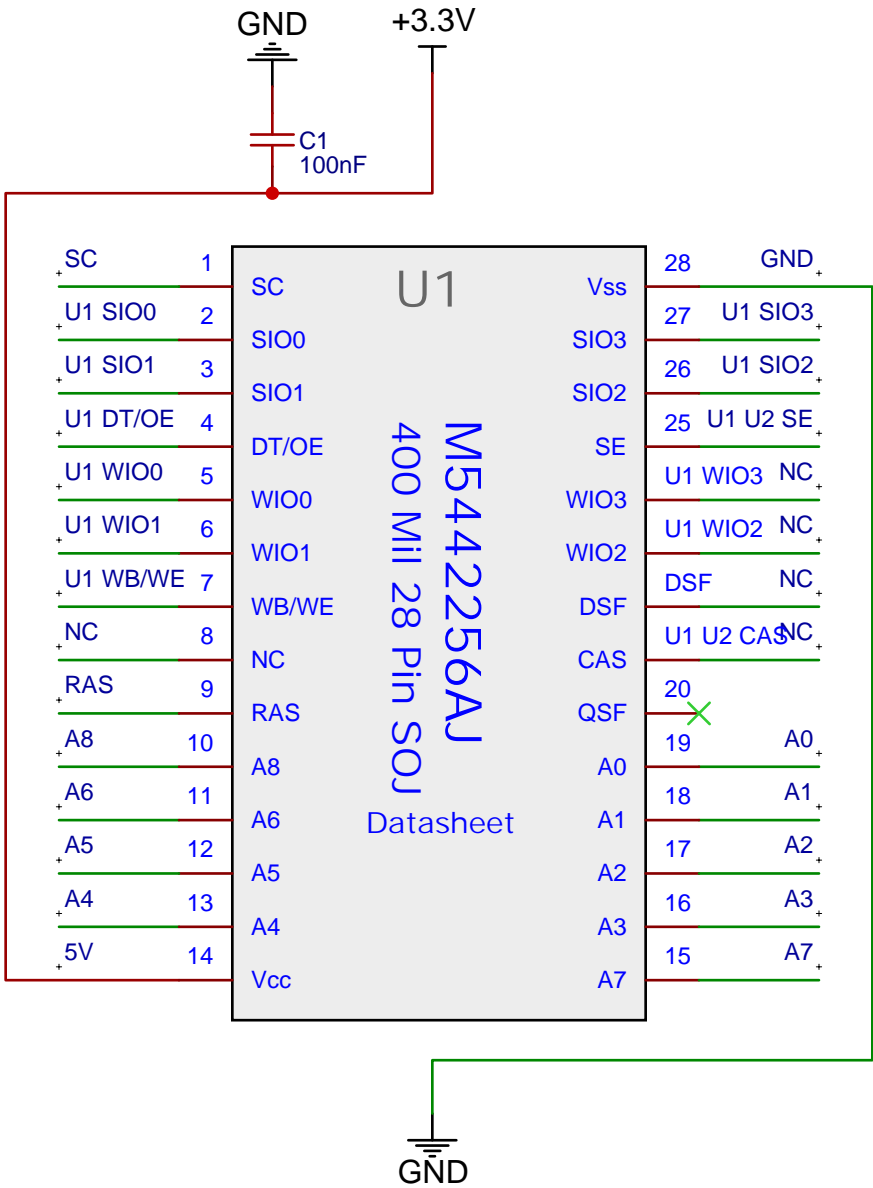 GND
+3.3V
C1
100nF
U1
M5442256AJ
400 Mil 28 Pin SOJ
Datasheet
SC 1 SC
U1 SIO0 2 SIO0
U1 SIO1 3 SIO1
U1 DT/OE 4 DT/OE
U1 WIO0 5 WIO0
U1 WIO1 6 WIO1
U1 WB/WE 7 WB/WE
NC 8 NC
RAS 9 RAS
A8 10 A8
A6 11 A6
A5 12 A5
A4 13 A4
5V 14 Vcc
Vss 28 GND
SIO3 27 U1 SIO3
SIO2 26 U1 SIO2
SE 25 U1 U2 SE
WIO3 U1 WIO3 NC
WIO2 U1 WIO2 NC
DSF DSF NC
CAS U1 U2 CAS NC
QSF 20
A0 19 A0
A1 18 A1
A2 17 A2
A3 16 A3
A7 15 A7
GND